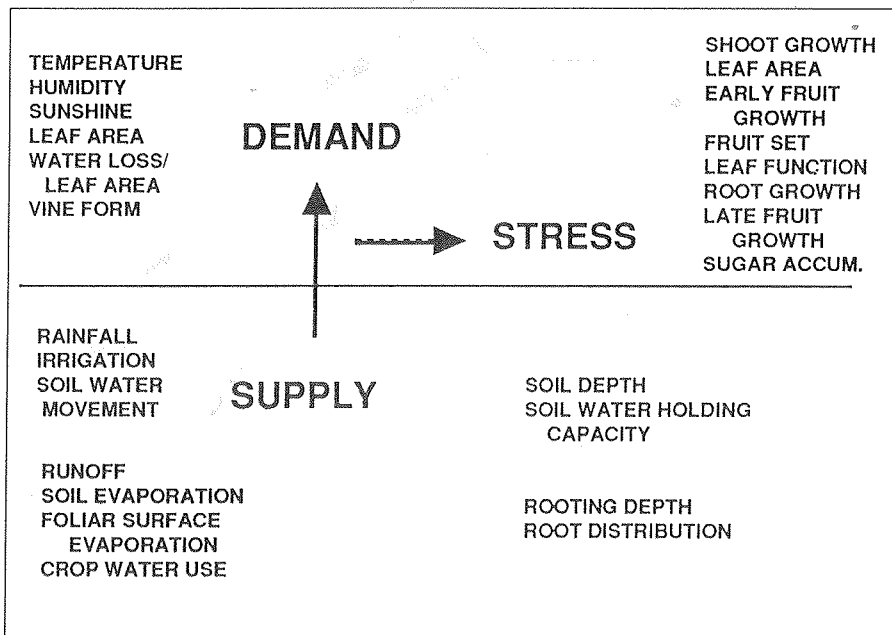 TEMPERATURE
HUMIDITY
SUNSHINE
LEAF AREA
WATER LOSS/
LEAF AREA
VINE FORM
DEMAND
STRESS
SHOOT GROWTH
LEAF AREA
EARLY FRUIT
GROWTH
FRUIT SET
LEAF FUNCTION
ROOT GROWTH
LATE FRUIT
GROWTH
SUGAR ACCUM.
RAINFALL
IRRIGATION
SOIL WATER
MOVEMENT
SUPPLY
RUNOFF
SOIL EVAPORATION
FOLIAR SURFACE
EVAPORATION
CROP WATER USE
SOIL DEPTH
SOIL WATER HOLDING
CAPACITY
ROOTING DEPTH
ROOT DISTRIBUTION